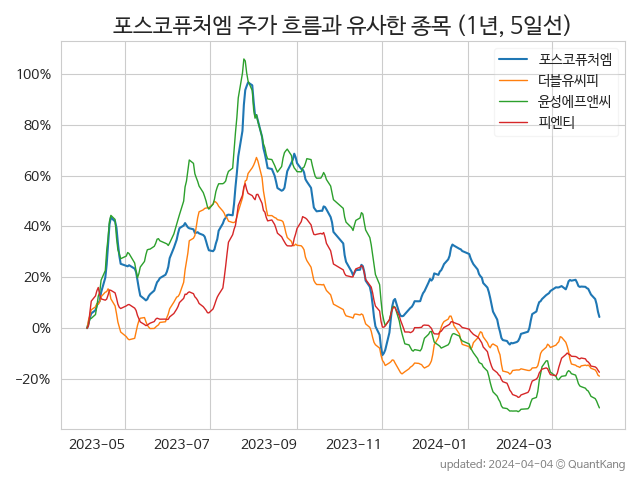 포스코퓨처엠 주가 흐름과 유사한 종목 (1년, 5일선)
포스코퓨처엠
더블유씨피
윤성에프앤씨
피엔티
100%
80%
60%
40%
20%
0%
−20%
2023−05
2023−07
2023−09
2023−11
2024−01
2024−03
updated: 2024−04−04 © QuantKang